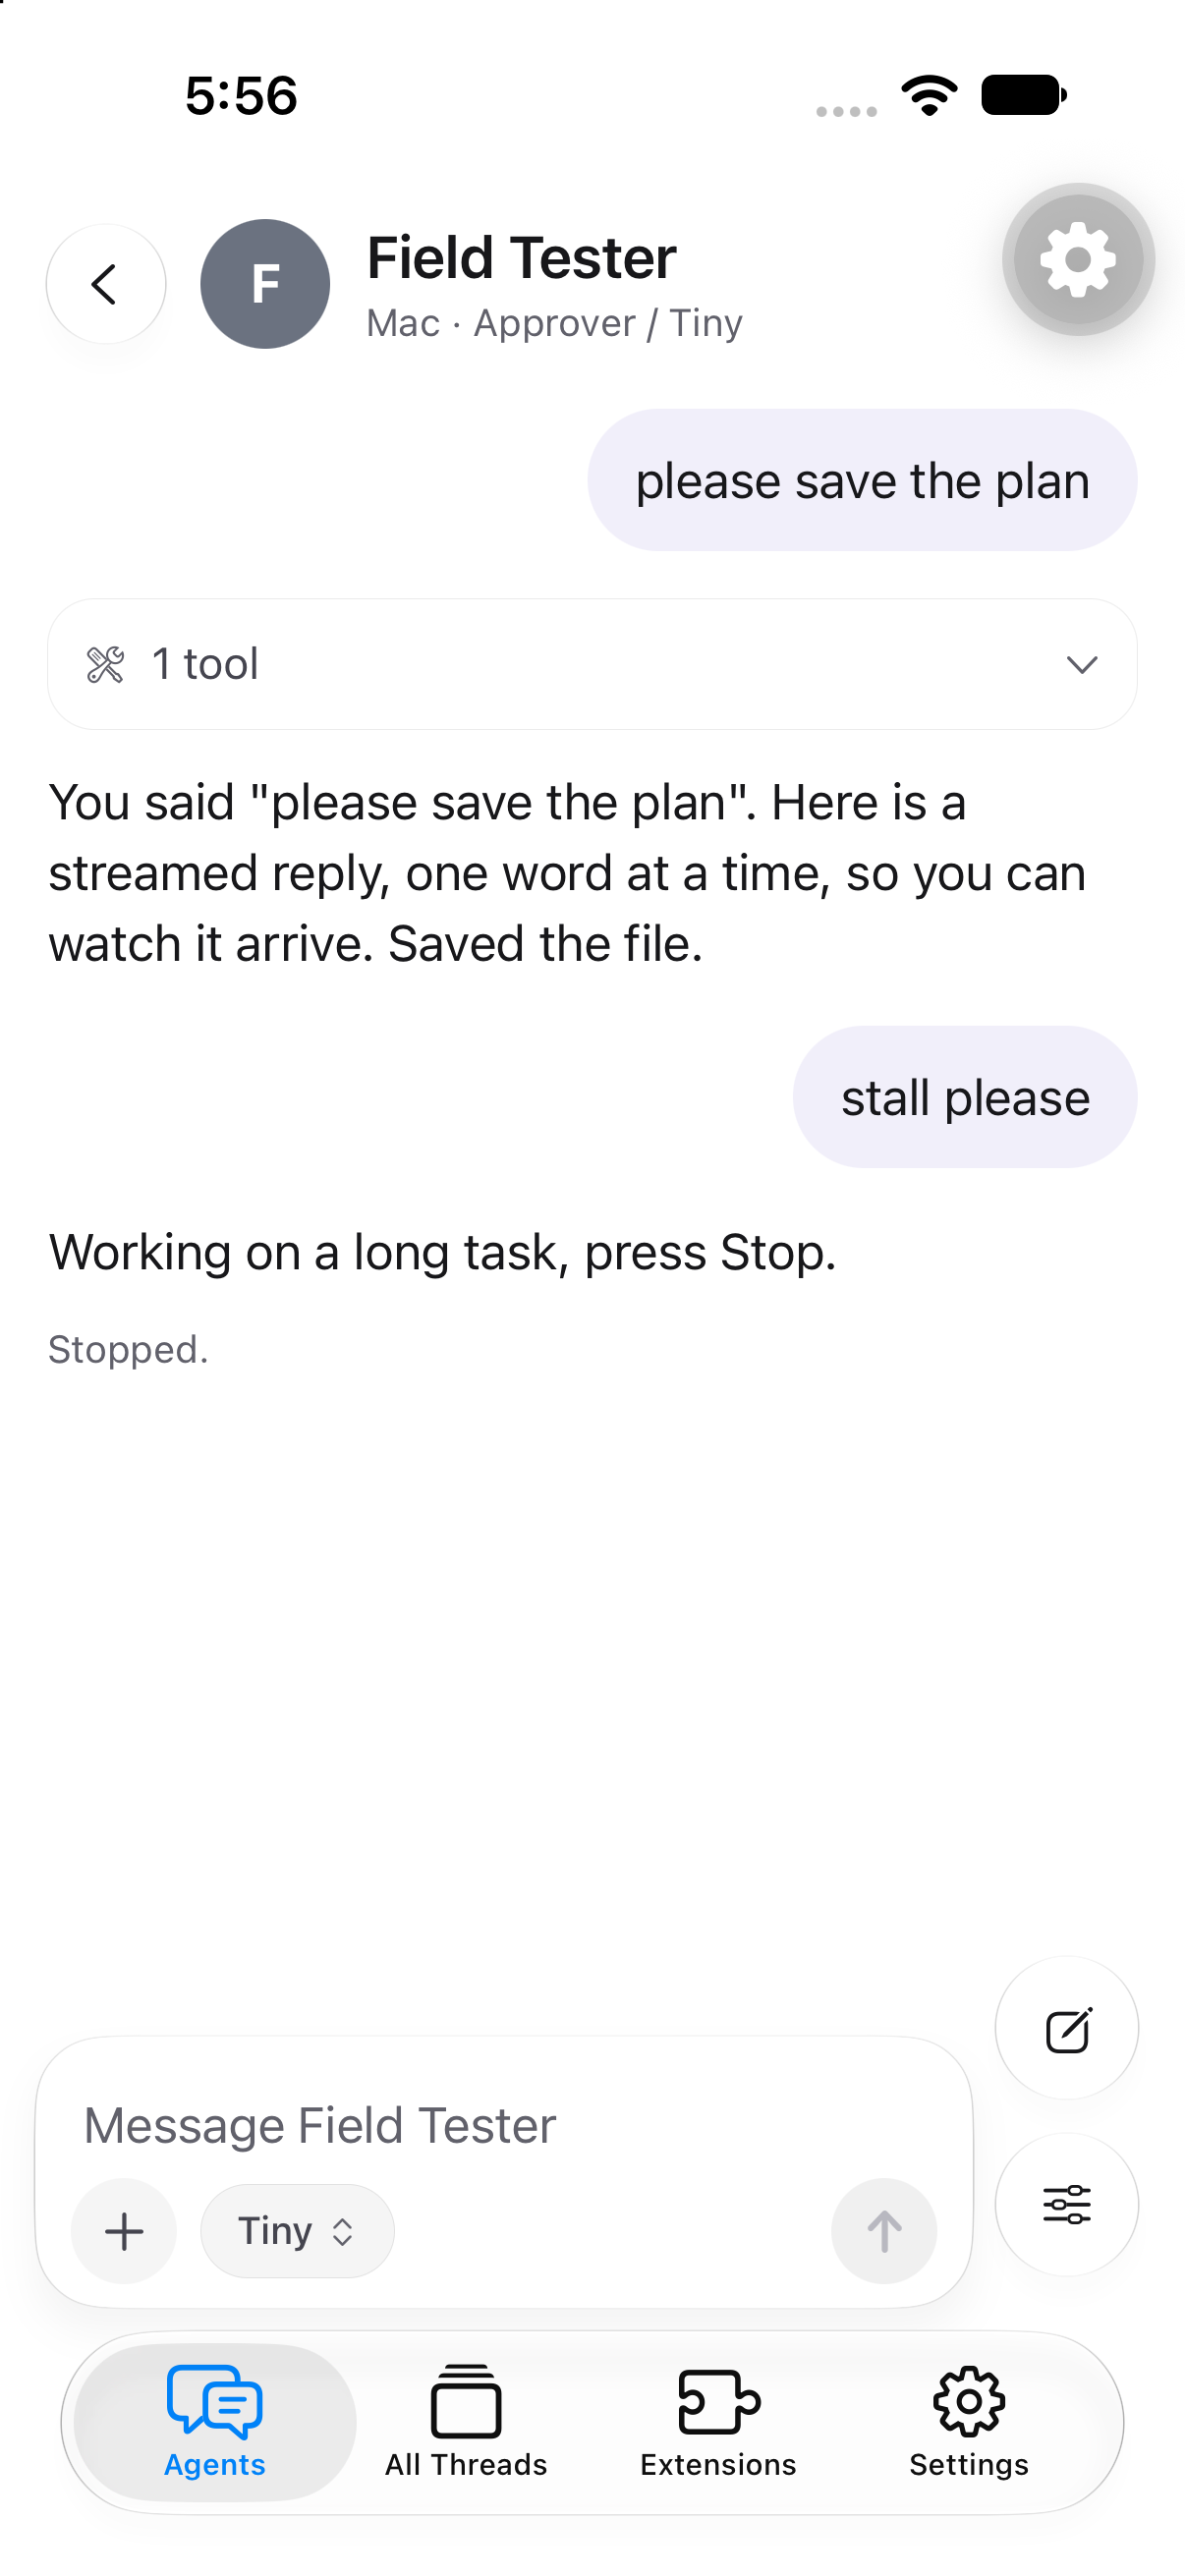 5:56
F
Field Tester
Mac · Approver / Tiny
please save the plan
1 tool
You said "please save the plan". Here is a
streamed reply, one word at a time, so you can
watch it arrive. Saved the file.
stall please
Working on a long task, press Stop.
Stopped.
Message Field Tester
Tiny
Agents
All Threads
Extensions
Settings